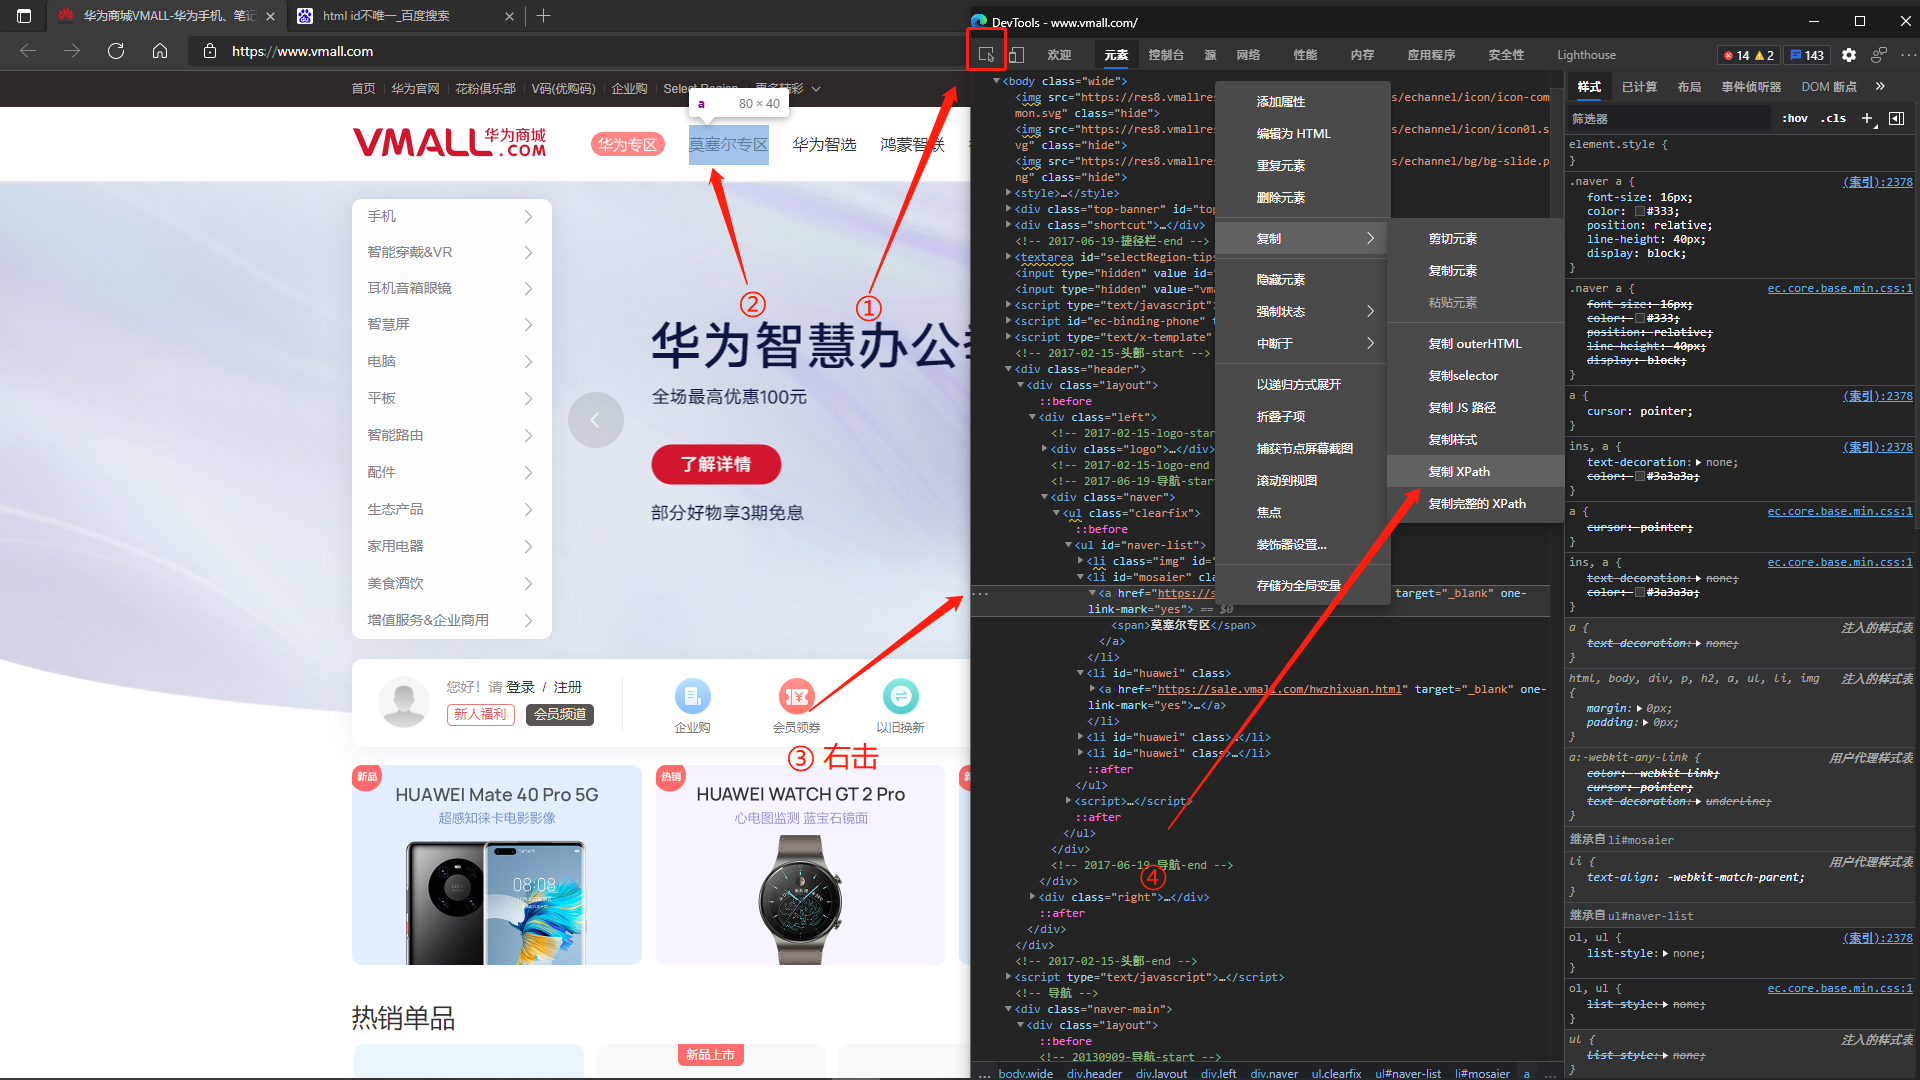 华为商城VMALL-华为手机、笔记
html id不唯一_百度搜索
https://www.vmall.com
首页 华为官网 花粉俱乐部 V码(优购码) 企业购 Select Region 更多精彩
a 80 × 40
VMALL 华为商城 .COM
华为专区 莫塞尔专区 华为智选 鸿蒙智联
手机
智能穿戴&VR
耳机音箱眼镜
智慧屏
电脑
平板
智能路由
配件
生态产品
家用电器
美食酒饮
增值服务&企业商用
② ①
华为智慧办公
全场最高优惠100元
了解详情
部分好物享3期免息
您好！请 登录 / 注册
新人福利 会员频道
企业购 会员领券 以旧换新
③ 右击
新品
HUAWEI Mate 40 Pro 5G
超感知徕卡电影影像
08:08
热销
HUAWEI WATCH GT 2 Pro
心电图监测 蓝宝石镜面
热销单品
新品上市
DevTools - www.vmall.com/
欢迎 元素 控制台 源 网络 性能 内存 应用程序 安全性 Lighthouse 14 2 143
<body class="wide">
<img src="https://res8.vmallres
s/echannel/icon/icon-com
mon.svg" class="hide">
<img src="https://res8.vmallres
s/echannel/icon/icon01.s
vg" class="hide">
<img src="https://res8.vmallres
s/echannel/bg/bg-slide.p
ng" class="hide">
<style>…</style>
<div class="top-banner" id="top
<div class="shortcut">…</div>
<!-- 2017-06-19-捷径栏-end -->
<textarea id="selectRegion-tips
<input type="hidden" value id="
<input type="hidden" value="vma
<script type="text/javascript">
<script id="ec-binding-phone" t
<script type="text/x-template"
<!-- 2017-02-15-头部-start -->
<div class="header">
<div class="layout">
::before
<div class="left">
<!-- 2017-02-15-logo-start
<div class="logo">…</div>
<!-- 2017-02-15-logo-end
<!-- 2017-06-19-导航-start
<div class="naver">
<ul class="clearfix">
::before
<ul id="naver-list">
<li class="img" id="
<li id="mosaier" cla
<a href="https://s
target="_blank" one-
link-mark="yes"> == $0
<span>莫塞尔专区</span>
</a>
</li>
<li id="huawei" class>
<a href="https://sale.vmall.com/hwzhixuan.html" target="_blank" one-
link-mark="yes">…</a>
</li>
<li id="huawei" class>…</li>
<li id="huawei" class>…</li>
::after
</ul>
<script>…</script>
::after
</ul>
</div>
<!-- 2017-06-19-导航-end -->
④
</div>
<div class="right">…</div>
::after
</div>
</div>
<!-- 2017-02-15-头部-end -->
<script type="text/javascript">…</script>
<!-- 导航 -->
<div class="naver-main">
<div class="layout">
::before
<!-- 20130909-导航-start -->
… body.wide div.header div.layout div.left div.naver ul.clearfix ul#naver-list li#mosaier a …
添加属性
编辑为 HTML
重复元素
删除元素
复制
隐藏元素
强制状态
中断于
以递归方式展开
折叠子项
捕获节点屏幕截图
滚动到视图
焦点
装饰器设置...
存储为全局变量
剪切元素
复制元素
粘贴元素
复制 outerHTML
复制selector
复制 JS 路径
复制样式
复制 XPath
复制完整的 XPath
样式 已计算 布局 事件侦听器 DOM 断点
筛选器 :hov .cls
element.style {
}
.naver a { (索引):2378
font-size: 16px;
color: #333;
position: relative;
line-height: 40px;
display: block;
}
.naver a { ec.core.base.min.css:1
font-size: 16px;
color: #333;
position: relative;
line-height: 40px;
display: block;
}
a { (索引):2378
cursor: pointer;
}
ins, a { (索引):2378
text-decoration: none;
color: #3a3a3a;
}
a { ec.core.base.min.css:1
cursor: pointer;
}
ins, a { ec.core.base.min.css:1
text-decoration: none;
color: #3a3a3a;
}
a { 注入的样式表
text-decoration: none;
}
html, body, div, p, h2, a, ul, li, img 注入的样式表
{
margin: 0px;
padding: 0px;
}
a:-webkit-any-link { 用户代理样式表
color: -webkit-link;
cursor: pointer;
text-decoration: underline;
}
继承自 li#mosaier
li { 用户代理样式表
text-align: -webkit-match-parent;
}
继承自 ul#naver-list
ol, ul { (索引):2378
list-style: none;
}
ol, ul { ec.core.base.min.css:1
list-style: none;
}
ul { 注入的样式表
list-style: none;
}